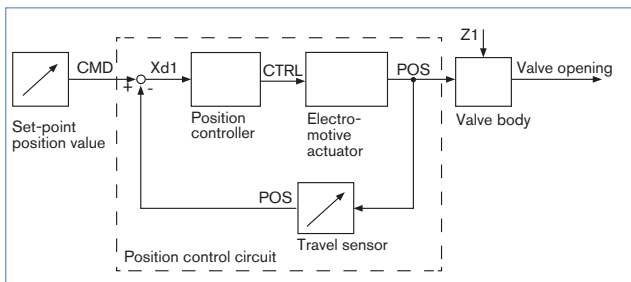 Z1
CMD
Xd1
CTRL
POS
Valve opening
+
-
Set-point
position value
Position
controller
Electro-
motive
actuator
Valve body
POS
Travel sensor
Position control circuit